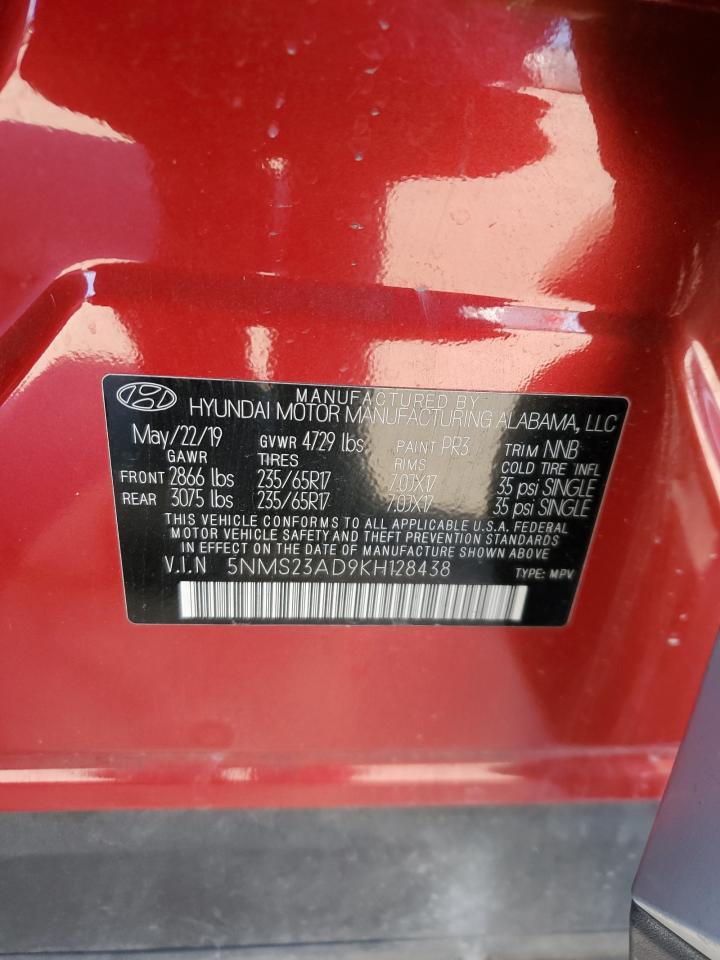 MANUFACTURED BY
HYUNDAI MOTOR MANUFACTURING ALABAMA, LLC
May/22/19 GVWR 4729 lbs PAINT PR3 TRIM NNB
GAWR TIRES RIMS COLD TIRE INFL
FRONT 2866 lbs 235/65R17 7.0JX17 35 psi SINGLE
REAR 3075 lbs 235/65R17 7.0JX17 35 psi SINGLE
THIS VEHICLE CONFORMS TO ALL APPLICABLE U.S.A. FEDERAL
MOTOR VEHICLE SAFETY AND THEFT PREVENTION STANDARDS
IN EFFECT ON THE DATE OF MANUFACTURE SHOWN ABOVE.
V.I.N 5NMS23AD9KH128438 TYPE: MPV